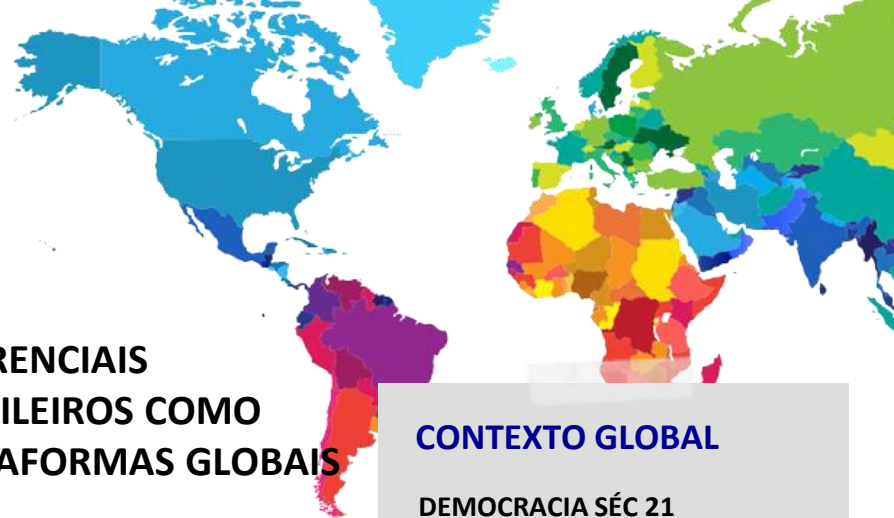 RENCIAIS
ILEIROS COMO
AFORMAS GLOBAIS
CONTEXTO GLOBAL
DEMOCRACIA SÉC 21